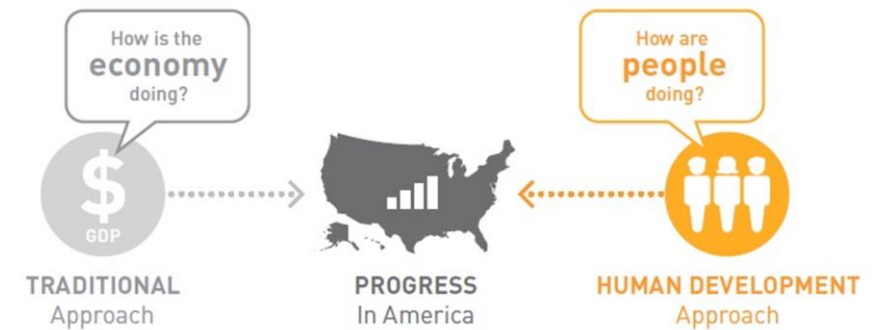 How is the
economy
doing?
How are
people
doing?
$
GDP
TRADITIONAL
Approach
PROGRESS
In America
HUMAN DEVELOPMENT
Approach